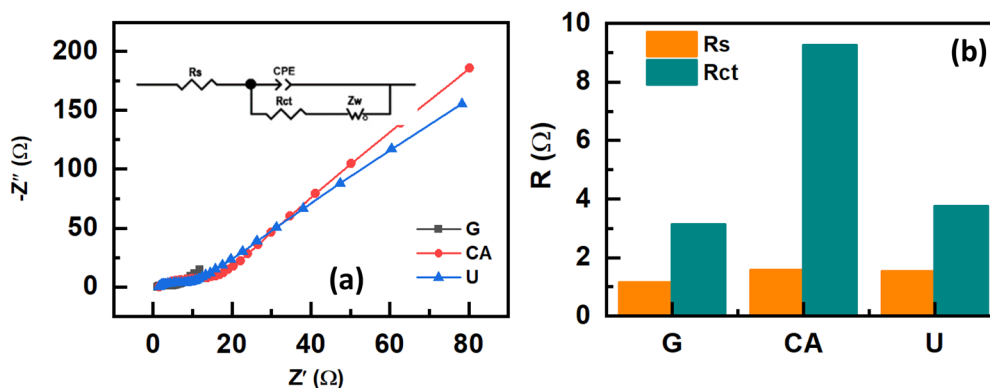 200
150
100
50
0
-Z″ (Ω)
Rs
CPE
Rct
Zw
G
CA
U
(a)
0 20 40 60 80
Z′ (Ω)
10
8
6
4
2
0
R (Ω)
Rs
Rct
(b)
G CA U